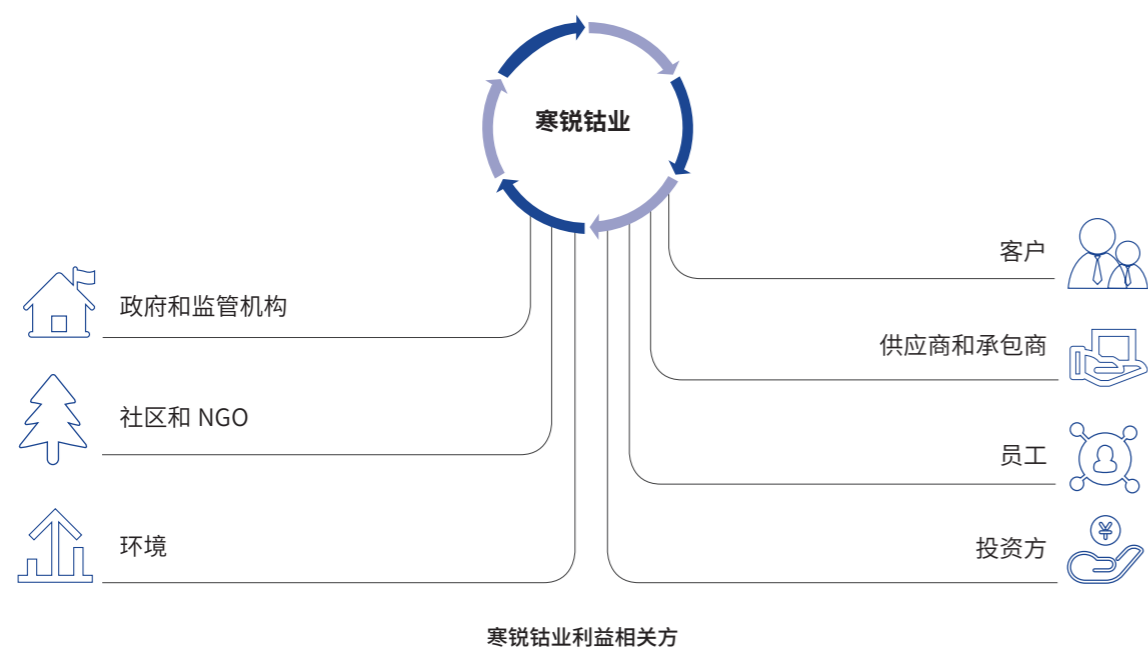 寒锐钴业
政府和监管机构
社区和 NGO
环境
客户
供应商和承包商
员工
投资方
¥
寒锐钴业利益相关方